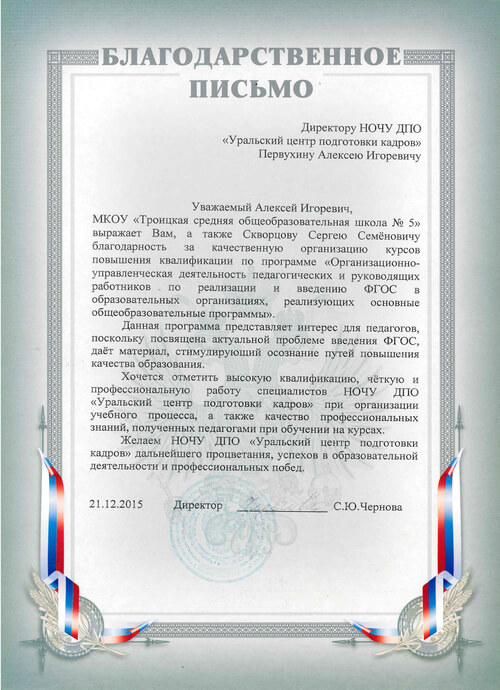 БЛАГОДАРСТВЕННОЕ
ПИСЬМО
Директору НОЧУ ДПО
«Уральский центр подготовки кадров»
Первухину Алексею Игоревичу
Уважаемый Алексей Игоревич,
МКОУ «Троицкая средняя общеобразовательная школа № 5»
выражает Вам, а также Скворцову Сергею Семёновичу
благодарность за качественную организацию курсов
повышения квалификации по программе «Организационно-
управленческая деятельность педагогических и руководящих
работников по реализации и введению ФГОС в
образовательных организациях, реализующих основные
общеобразовательные программы».
Данная программа представляет интерес для педагогов,
поскольку посвящена актуальной проблеме введения ФГОС,
даёт материал, стимулирующий осознание путей повышения
качества образования.
Хочется отметить высокую квалификацию, чёткую и
профессиональную работу специалистов НОЧУ ДПО
«Уральский центр подготовки кадров» при организации
учебного процесса, а также качество профессиональных
знаний, полученных педагогами при обучении на курсах.
Желаем НОЧУ ДПО «Уральский центр подготовки
кадров» дальнейшего процветания, успехов в образовательной
деятельности и профессиональных побед.
21.12.2015 Директор С.Ю.Чернова